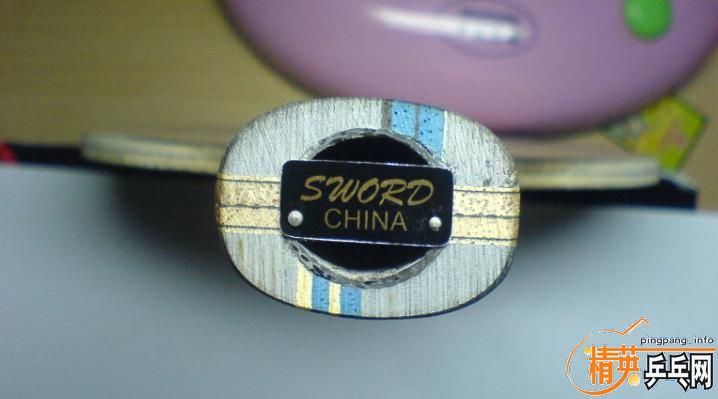 SWORD
CHINA
pingpang_info
精英乒乓网